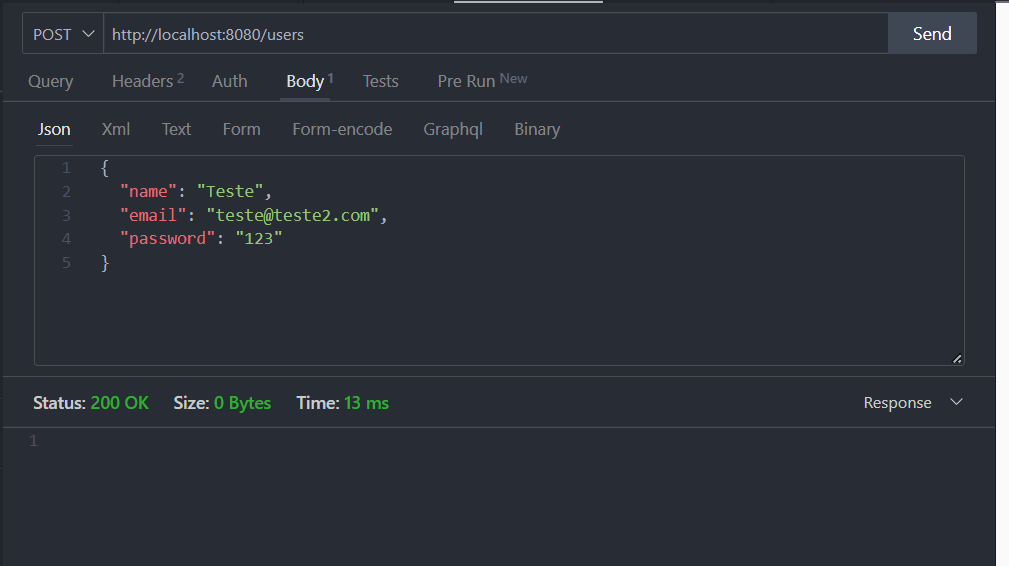 POST http://localhost:8080/users Send
Query Headers 2 Auth Body 1 Tests Pre Run New
Json Xml Text Form Form-encode Graphql Binary
1 {
2 "name": "Teste",
3 "email": "teste@teste2.com",
4 "password": "123"
5 }
Status: 200 OK Size: 0 Bytes Time: 13 ms Response
1